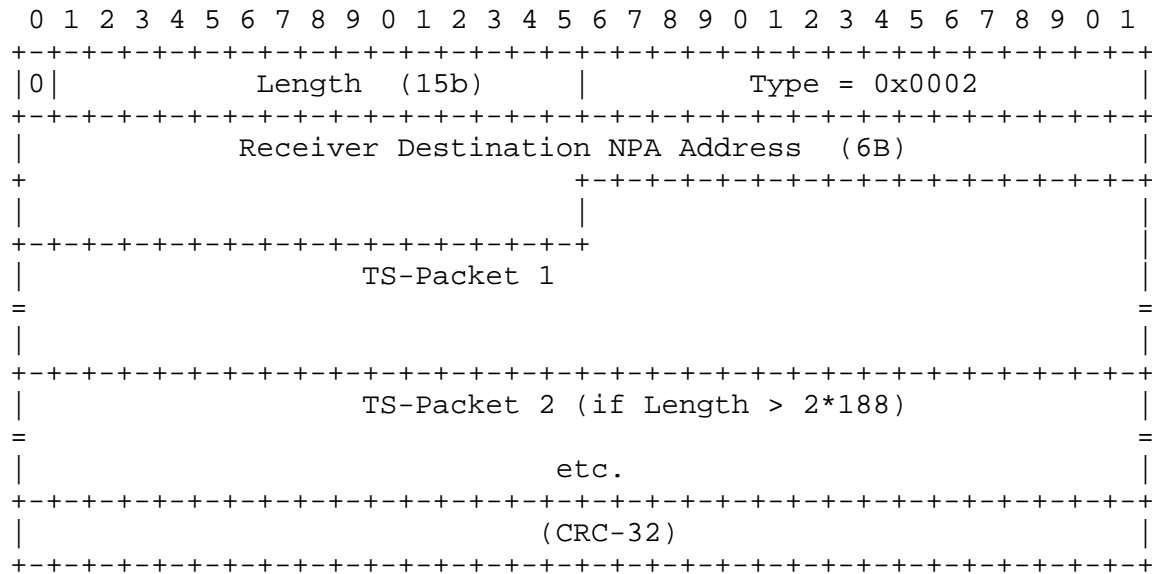 0 1 2 3 4 5 6 7 8 9 0 1 2 3 4 5 6 7 8 9 0 1 2 3 4 5 6 7 8 9 0 1
+-+-+-+-+-+-+-+-+-+-+-+-+-+-+-+-+-+-+-+-+-+-+-+-+-+-+-+-+-+-+-+-+
|0|           Length  (15b)     |         Type = 0x0002         |
+-+-+-+-+-+-+-+-+-+-+-+-+-+-+-+-+-+-+-+-+-+-+-+-+-+-+-+-+-+-+-+-+
|            Receiver Destination NPA Address  (6B)             |
+                               +-+-+-+-+-+-+-+-+-+-+-+-+-+-+-+-+
|                               |                               |
+-+-+-+-+-+-+-+-+-+-+-+-+-+-+-+-+                               |
|                   TS-Packet 1                                 |
=                                                               =
|                                                               |
+-+-+-+-+-+-+-+-+-+-+-+-+-+-+-+-+-+-+-+-+-+-+-+-+-+-+-+-+-+-+-+-+
|                   TS-Packet 2 (if Length > 2*188)             |
=                                                               =
|                              etc.                             |
+-+-+-+-+-+-+-+-+-+-+-+-+-+-+-+-+-+-+-+-+-+-+-+-+-+-+-+-+-+-+-+-+
|                             (CRC-32)                          |
+-+-+-+-+-+-+-+-+-+-+-+-+-+-+-+-+-+-+-+-+-+-+-+-+-+-+-+-+-+-+-+-+